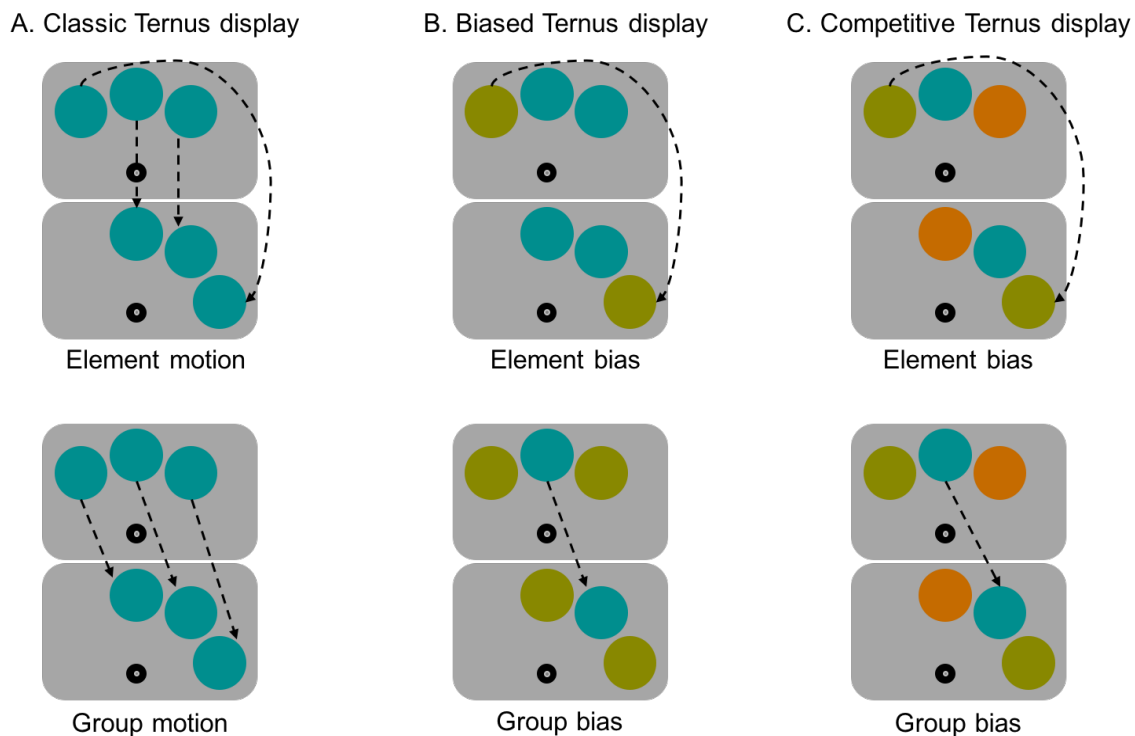 A. Classic Ternus display
B. Biased Ternus display
C. Competitive Ternus display
Element motion
Element bias
Element bias
Group motion
Group bias
Group bias